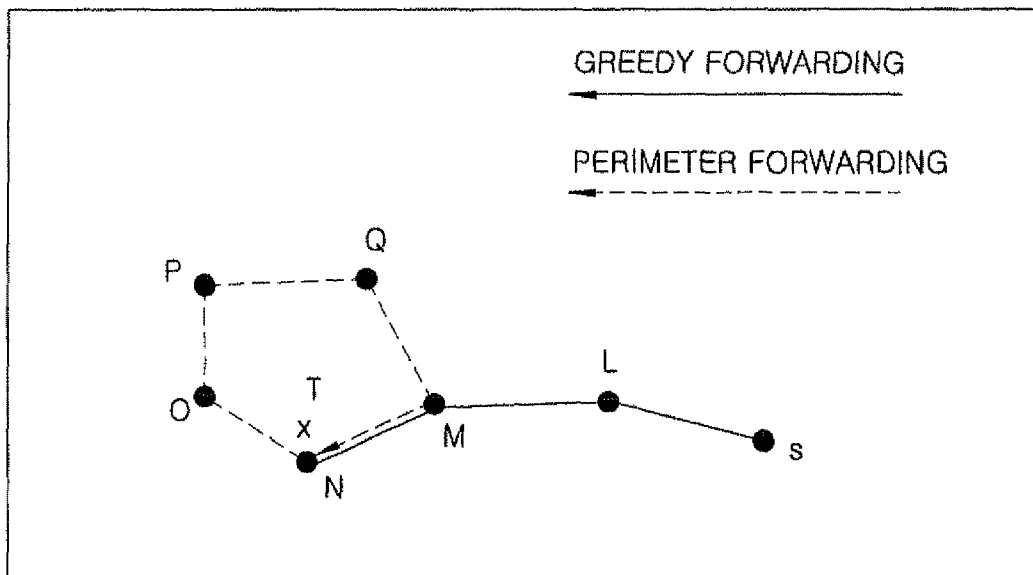 GREEDY FORWARDING
PERIMETER FORWARDING
Q
P
L
T
O
X
M
S
N